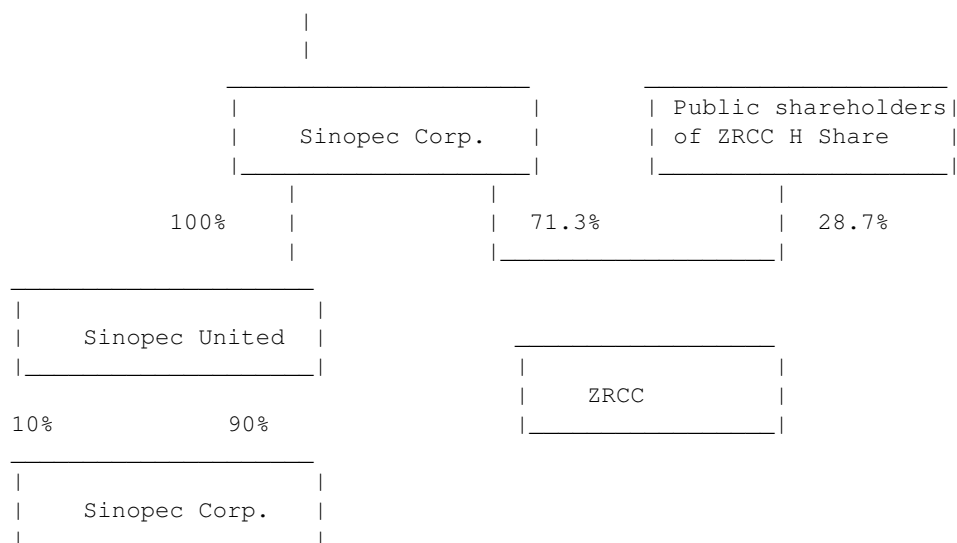 Public shareholders
Sinopec Corp. of ZRCC H Share
100% 71.3% 28.7%
Sinopec United
ZRCC
10% 90%
Sinopec Corp.